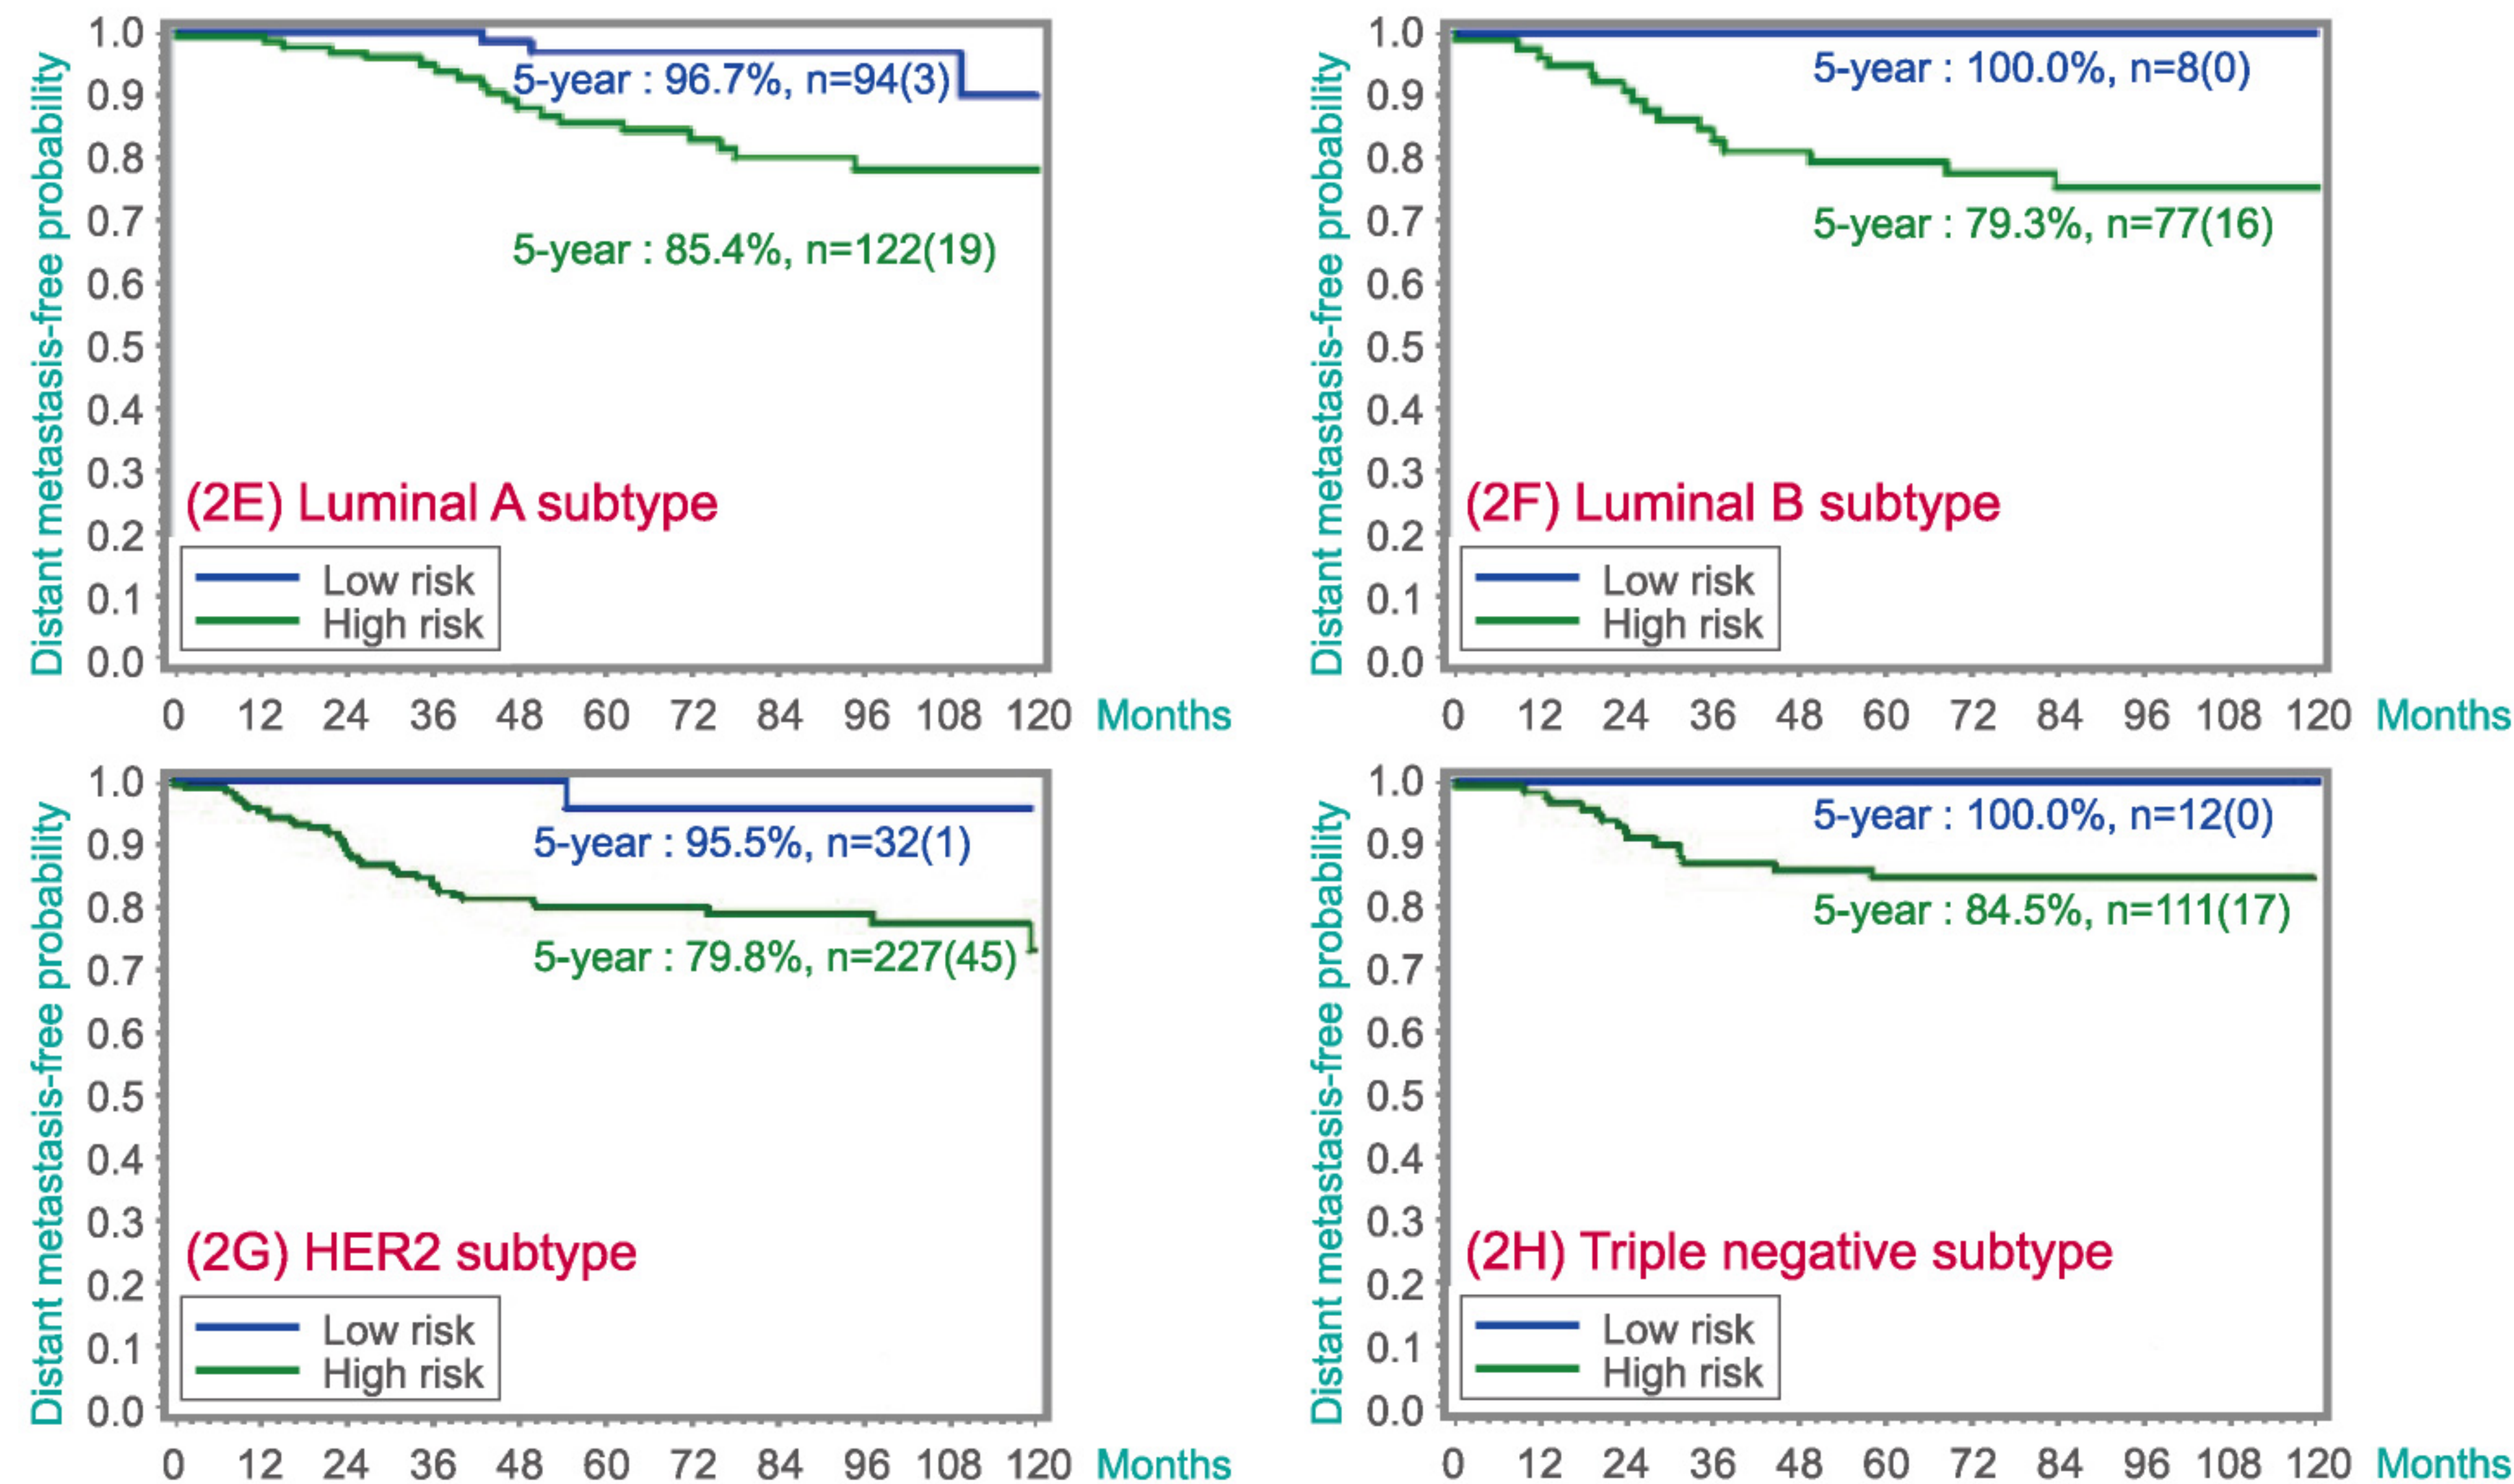 Distant metastasis-free probability
1.0
0.9
0.8
0.7
0.6
0.5
0.4
0.3
0.2
0.1
0.0
5-year : 96.7%, n=94(3)
5-year : 85.4%, n=122(19)
(2E) Luminal A subtype
Low risk
High risk
0 12 24 36 48 60 72 84 96 108 120 Months
Distant metastasis-free probability
1.0
0.9
0.8
0.7
0.6
0.5
0.4
0.3
0.2
0.1
0.0
5-year : 100.0%, n=8(0)
5-year : 79.3%, n=77(16)
(2F) Luminal B subtype
Low risk
High risk
0 12 24 36 48 60 72 84 96 108 120 Months
Distant metastasis-free probability
1.0
0.9
0.8
0.7
0.6
0.5
0.4
0.3
0.2
0.1
0.0
5-year : 95.5%, n=32(1)
5-year : 79.8%, n=227(45)
(2G) HER2 subtype
Low risk
High risk
0 12 24 36 48 60 72 84 96 108 120 Months
Distant metastasis-free probability
1.0
0.9
0.8
0.7
0.6
0.5
0.4
0.3
0.2
0.1
0.0
5-year : 100.0%, n=12(0)
5-year : 84.5%, n=111(17)
(2H) Triple negative subtype
Low risk
High risk
0 12 24 36 48 60 72 84 96 108 120 Months